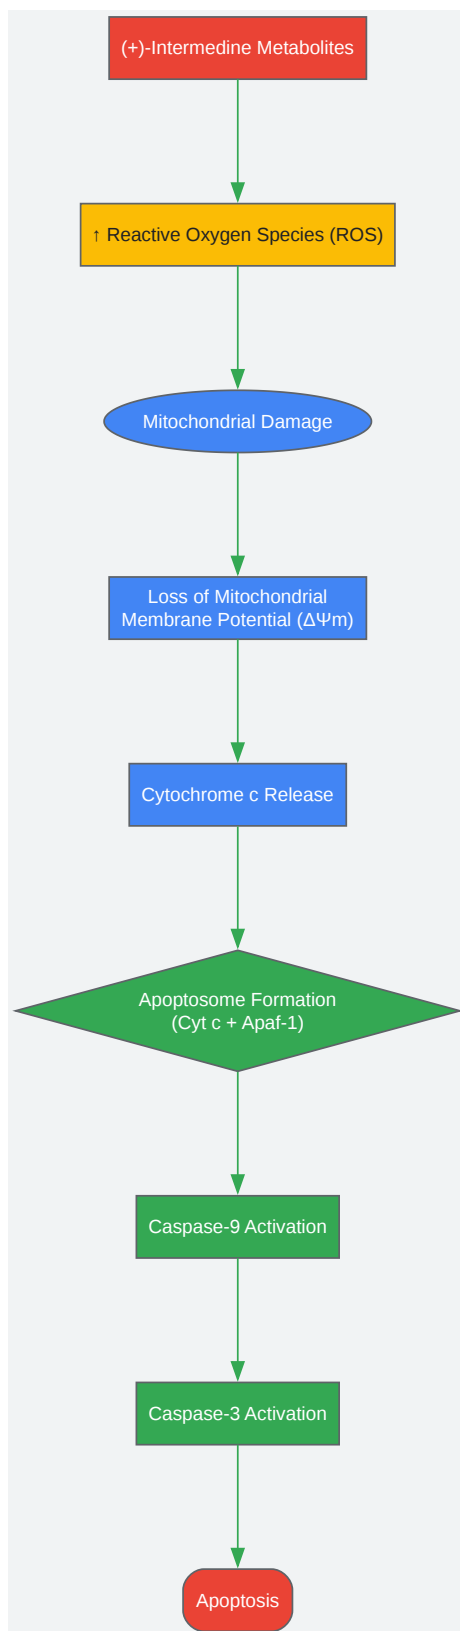 (+)-Intermedine Metabolites
↑ Reactive Oxygen Species (ROS)
Mitochondrial Damage
Loss of Mitochondrial
Membrane Potential (ΔΨm)
Cytochrome c Release
Apoptosome Formation
(Cyt c + Apaf-1)
Caspase-9 Activation
Caspase-3 Activation
Apoptosis